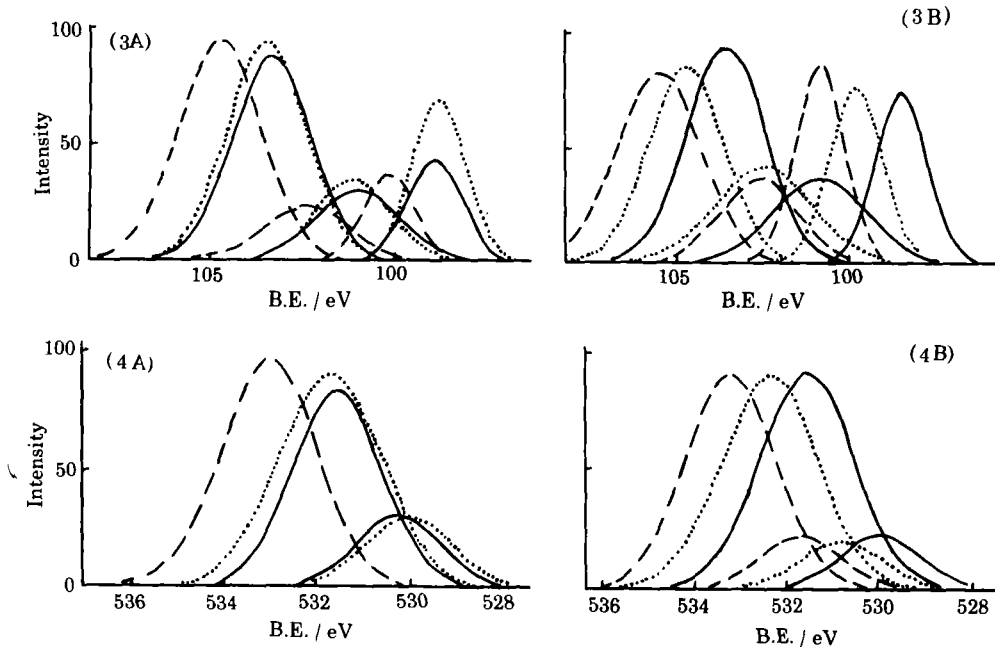 (3A)
100
50
0
Intensity
105
100
B.E. / eV
(3B)
105
100
B.E. / eV
(4A)
100
50
0
Intensity
536
534
532
530
528
B.E. / eV
(4B)
536
534
532
530
528
B.E. / eV